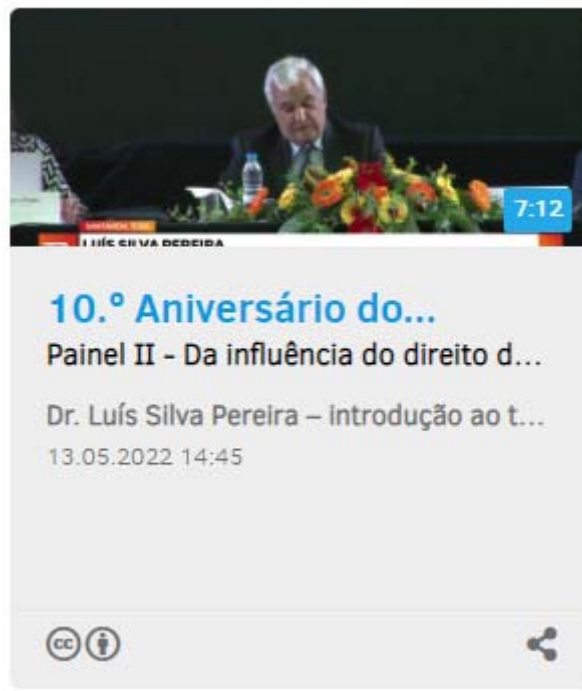 LUÍS SILVA PEREIRA
7:12
10.º Aniversário do...
Painel II - Da influência do direito d...
Dr. Luís Silva Pereira – introdução ao t...
13.05.2022 14:45
cc